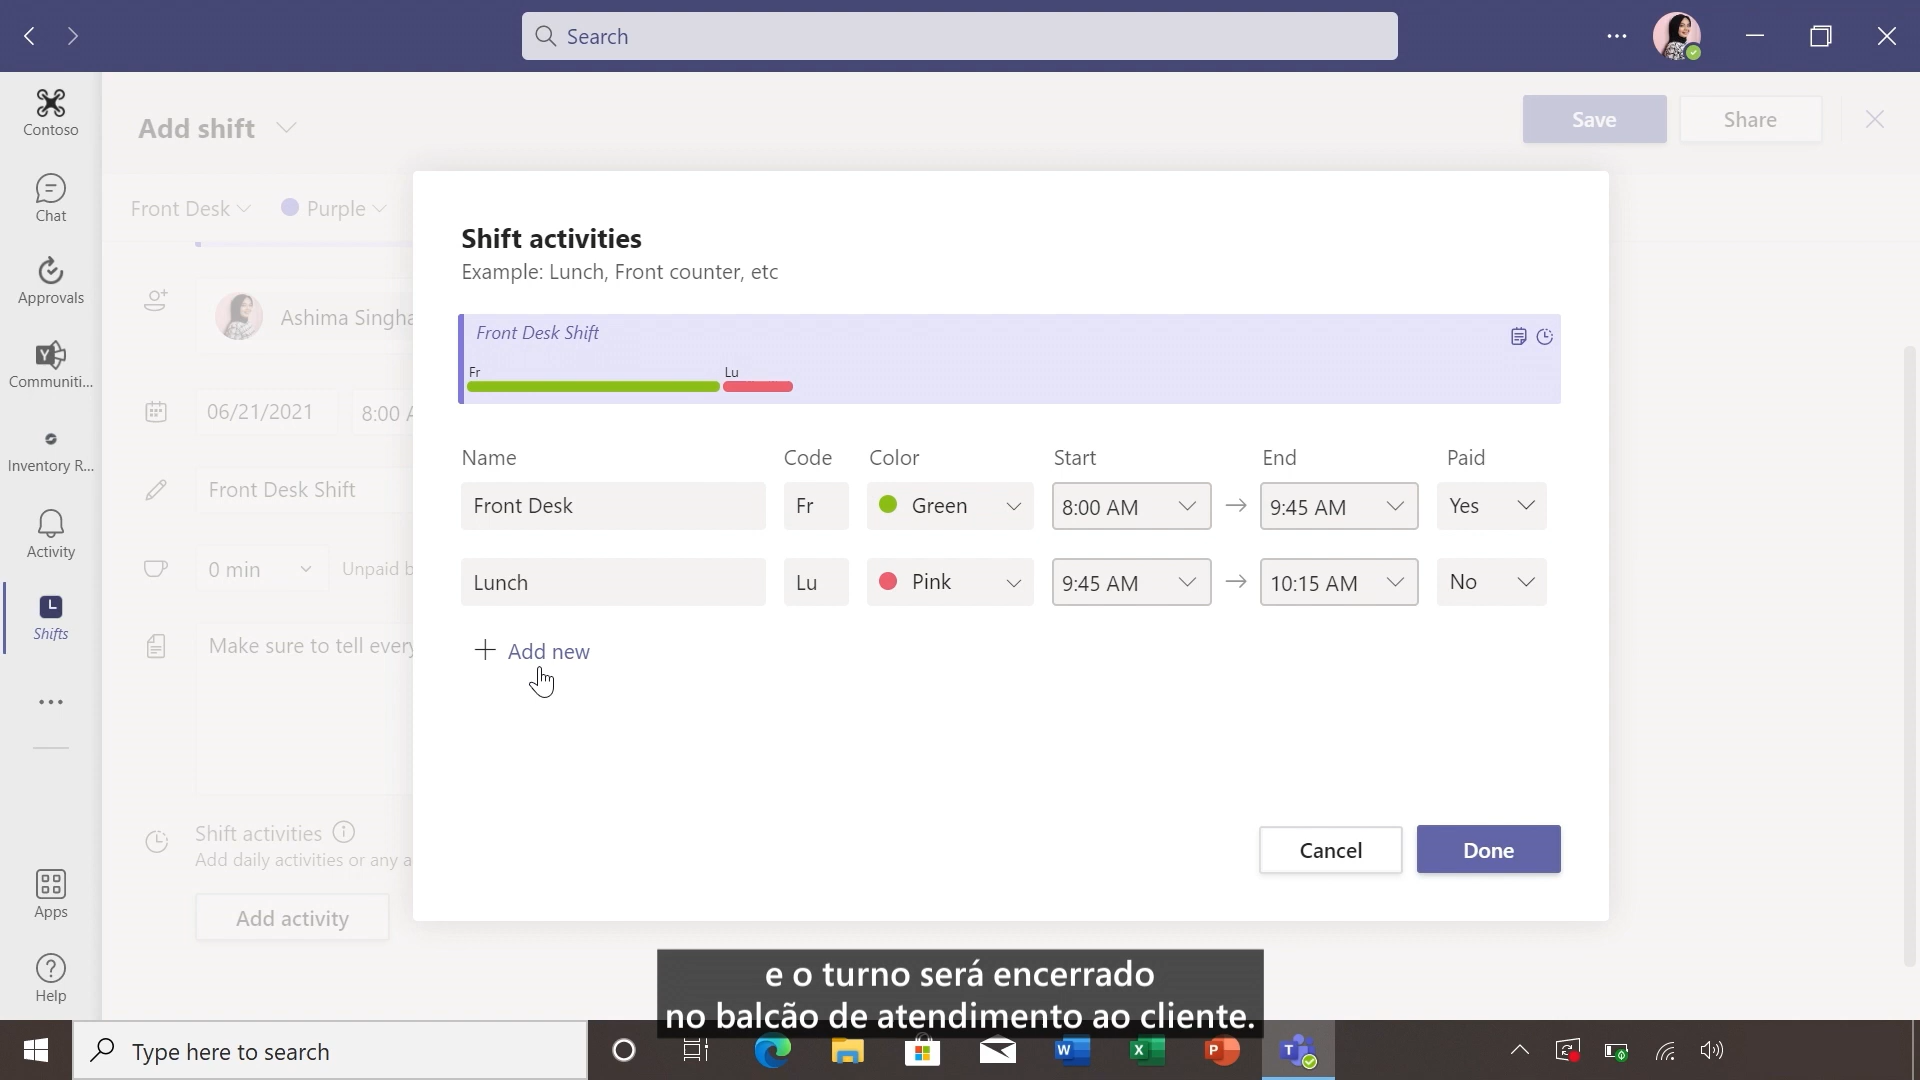 Search
Contoso
Chat
Approvals
Communiti...
Inventory R...
Activity
Shifts
Apps
Help
Add shift
Save
Share
Front Desk
Purple
Ashima Singha
06/21/2021
8:00 A
Front Desk Shift
0 min
Unpaid b
Make sure to tell every
Shift activities
Add daily activities or any a
Add activity
Shift activities
Example: Lunch, Front counter, etc
Front Desk Shift
Fr Lu
Name Code Color Start End Paid
Front Desk Fr Green 8:00 AM 9:45 AM Yes
Lunch Lu Pink 9:45 AM 10:15 AM No
+ Add new
Cancel
Done
e o turno será encerrado
no balcão de atendimento ao cliente.
Type here to search